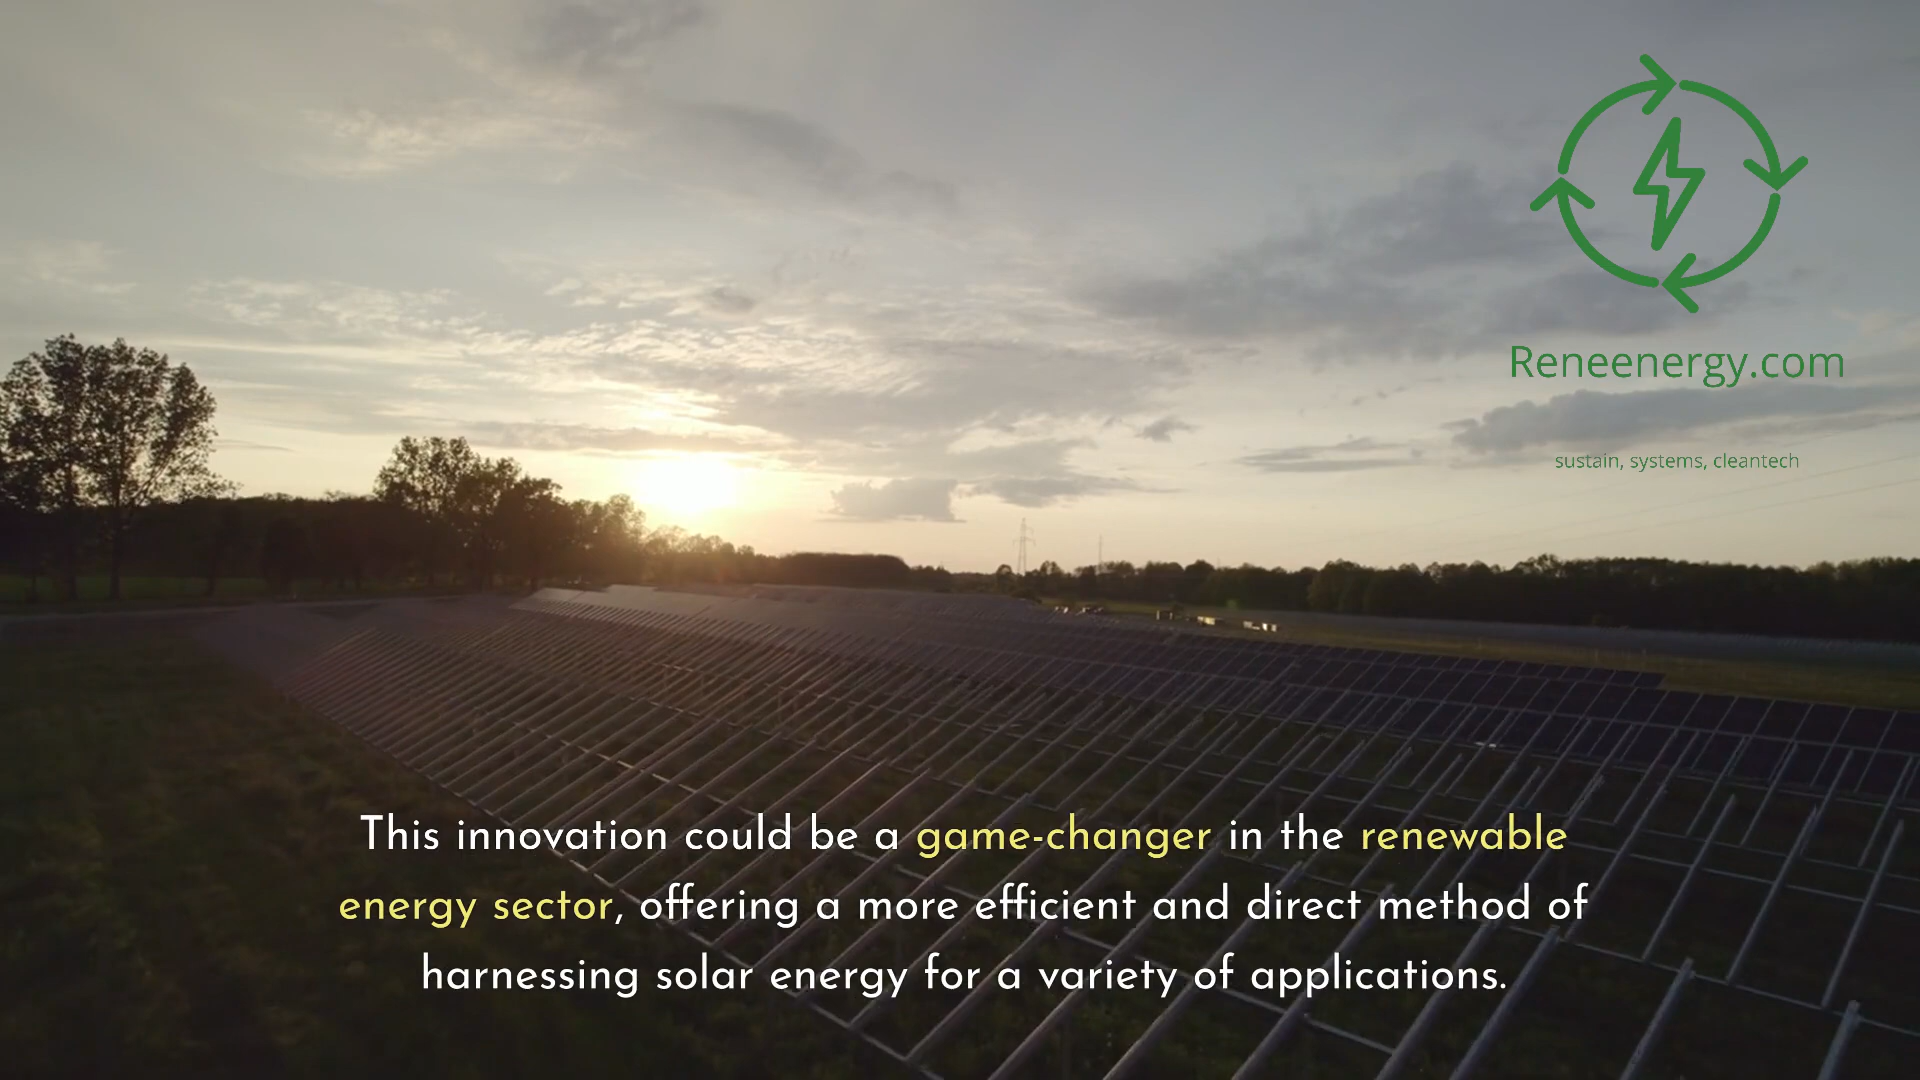 Reneenergy.com
sustain, systems, cleantech
This innovation could be a game-changer in the renewable
energy sector, offering a more efficient and direct method of
harnessing solar energy for a variety of applications.